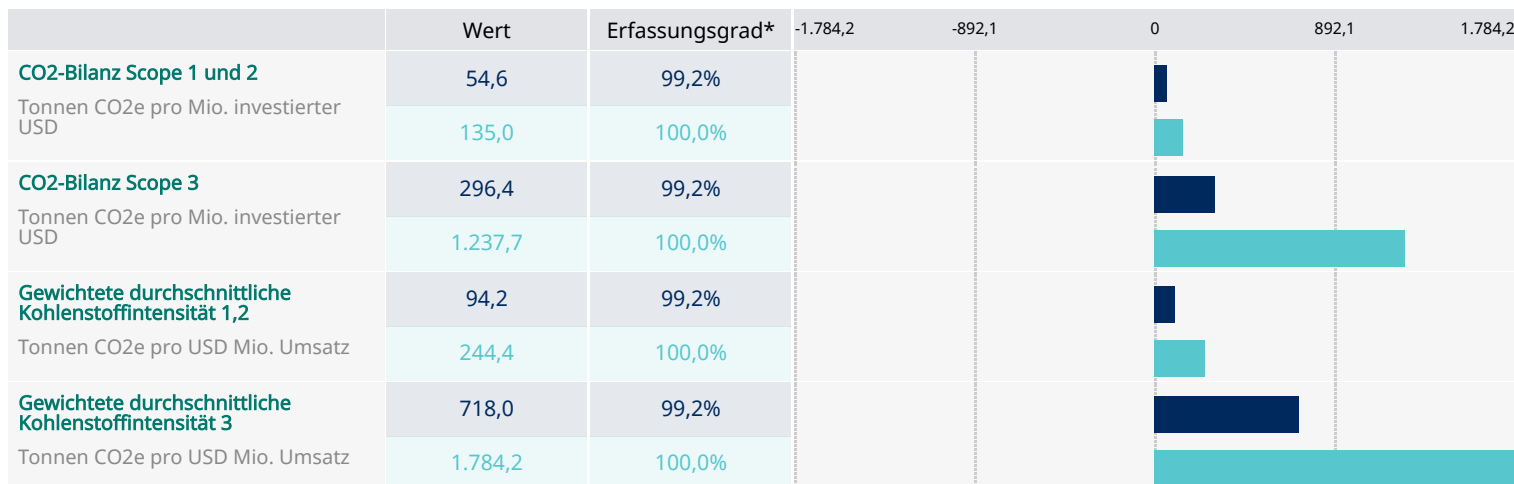 Wert Erfassungsgrad* -1.784,2 -892,1 0 892,1 1.784,2
CO2-Bilanz Scope 1 und 2
Tonnen CO2e pro Mio. investierter
USD
54,6 99,2%
135,0 100,0%
CO2-Bilanz Scope 3
Tonnen CO2e pro Mio. investierter
USD
296,4 99,2%
1.237,7 100,0%
Gewichtete durchschnittliche
Kohlenstoffintensität 1,2
Tonnen CO2e pro USD Mio. Umsatz
94,2 99,2%
244,4 100,0%
Gewichtete durchschnittliche
Kohlenstoffintensität 3
Tonnen CO2e pro USD Mio. Umsatz
718,0 99,2%
1.784,2 100,0%